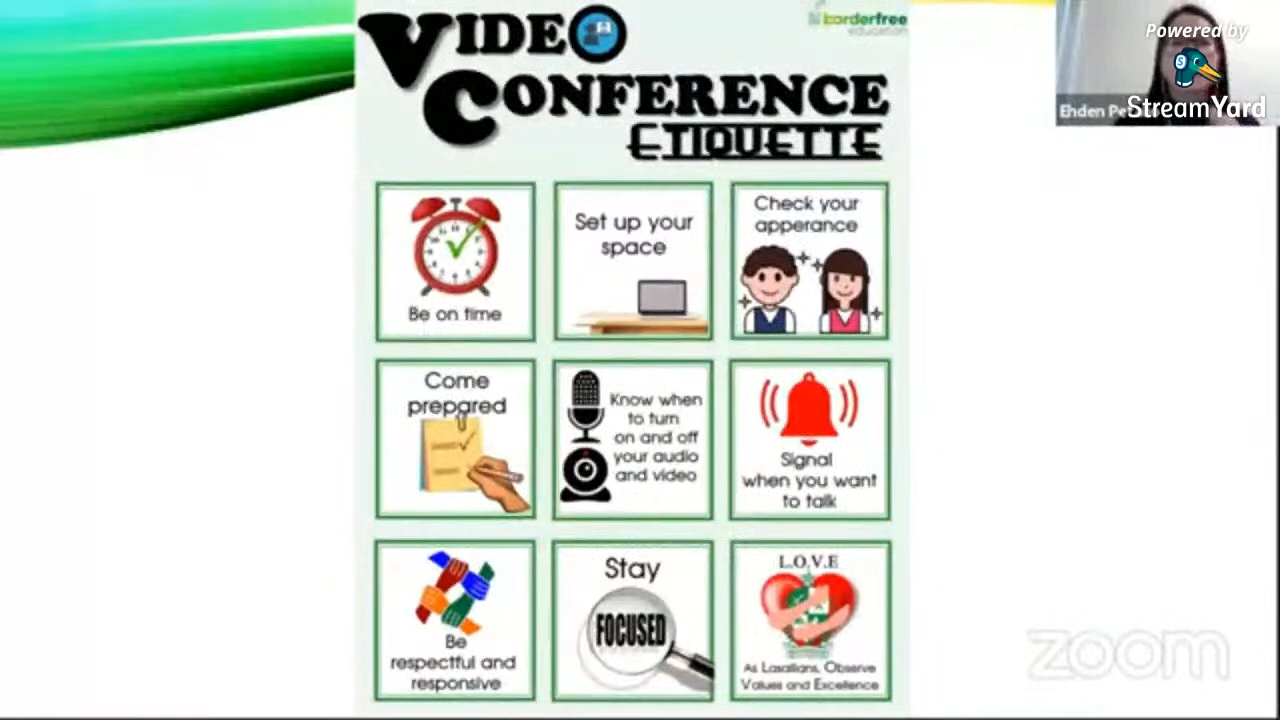 VIDEO
CONFERENCE
ETIQUETTE
borderfree
education
Powered by
StreamYard
Ehden
Be on time
Set up your
space
Check your
apperance
Come
prepared
Know when
to turn
on and off
your audio
and video
Signal
when you want
to talk
Be
respectful and
responsive
Stay
FOCUSED
L.O.V.E
As Lasallians, Observe
Values and Excellence
zoom